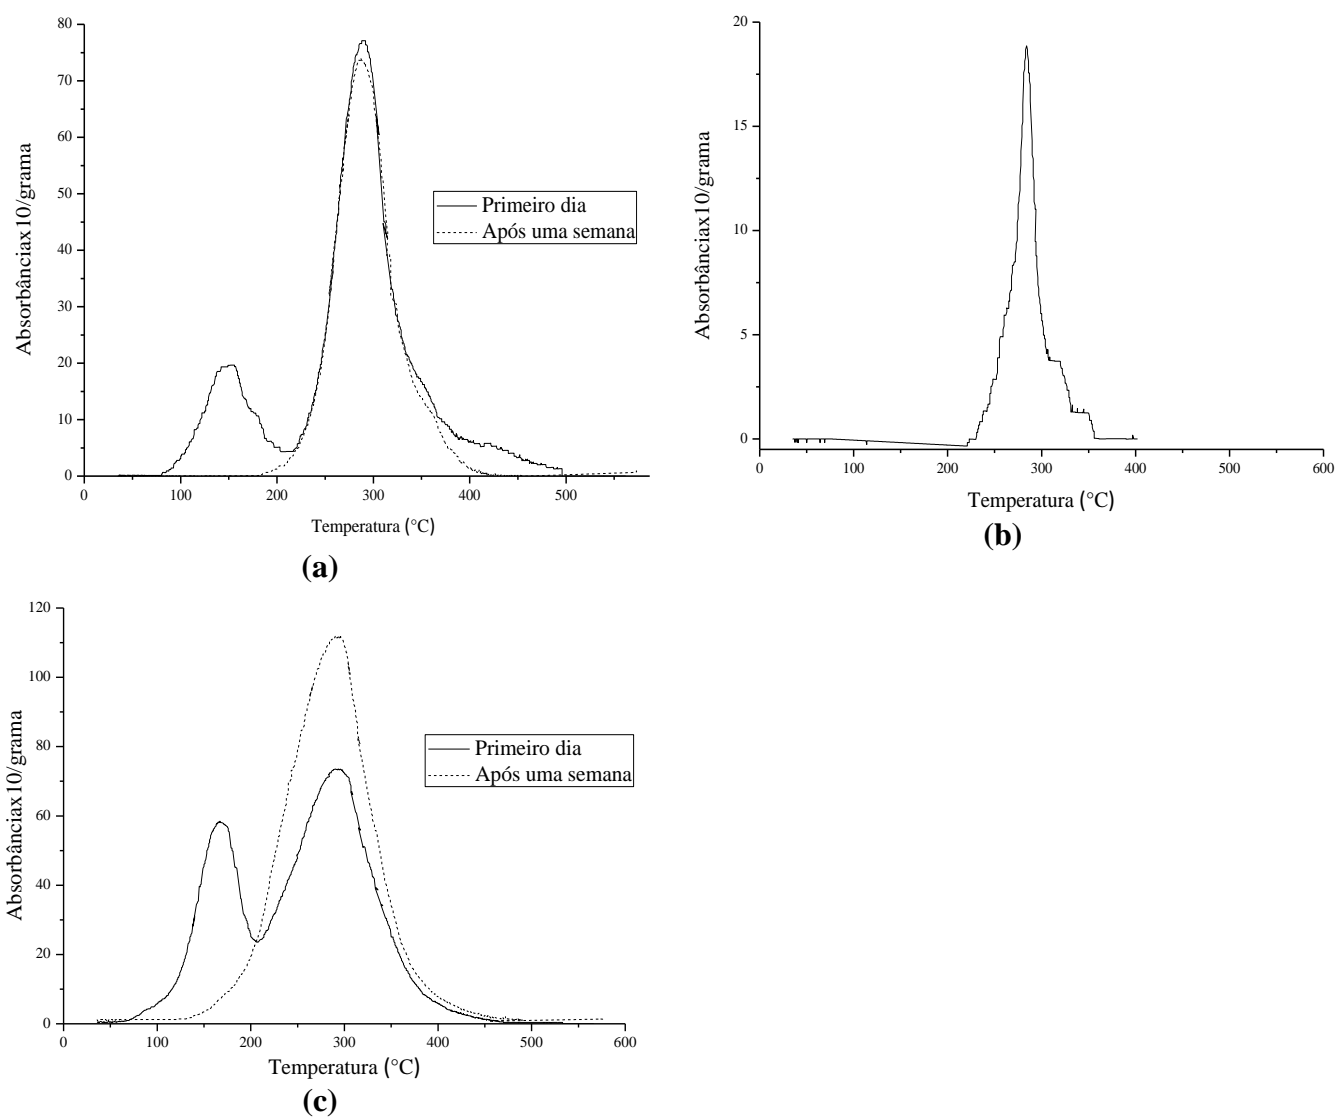 80
70
60
50
40
30
20
10
0
Absorbânciax10/grama
Primeiro dia
Após uma semana
0 100 200 300 400 500
Temperatura (°C)
(a)
20
15
10
5
0
Absorbânciax10/grama
0 100 200 300 400 500 600
Temperatura (°C)
(b)
120
100
80
60
40
20
0
Absorbânciax10/grama
Primeiro dia
Após uma semana
0 100 200 300 400 500 600
Temperatura (°C)
(c)